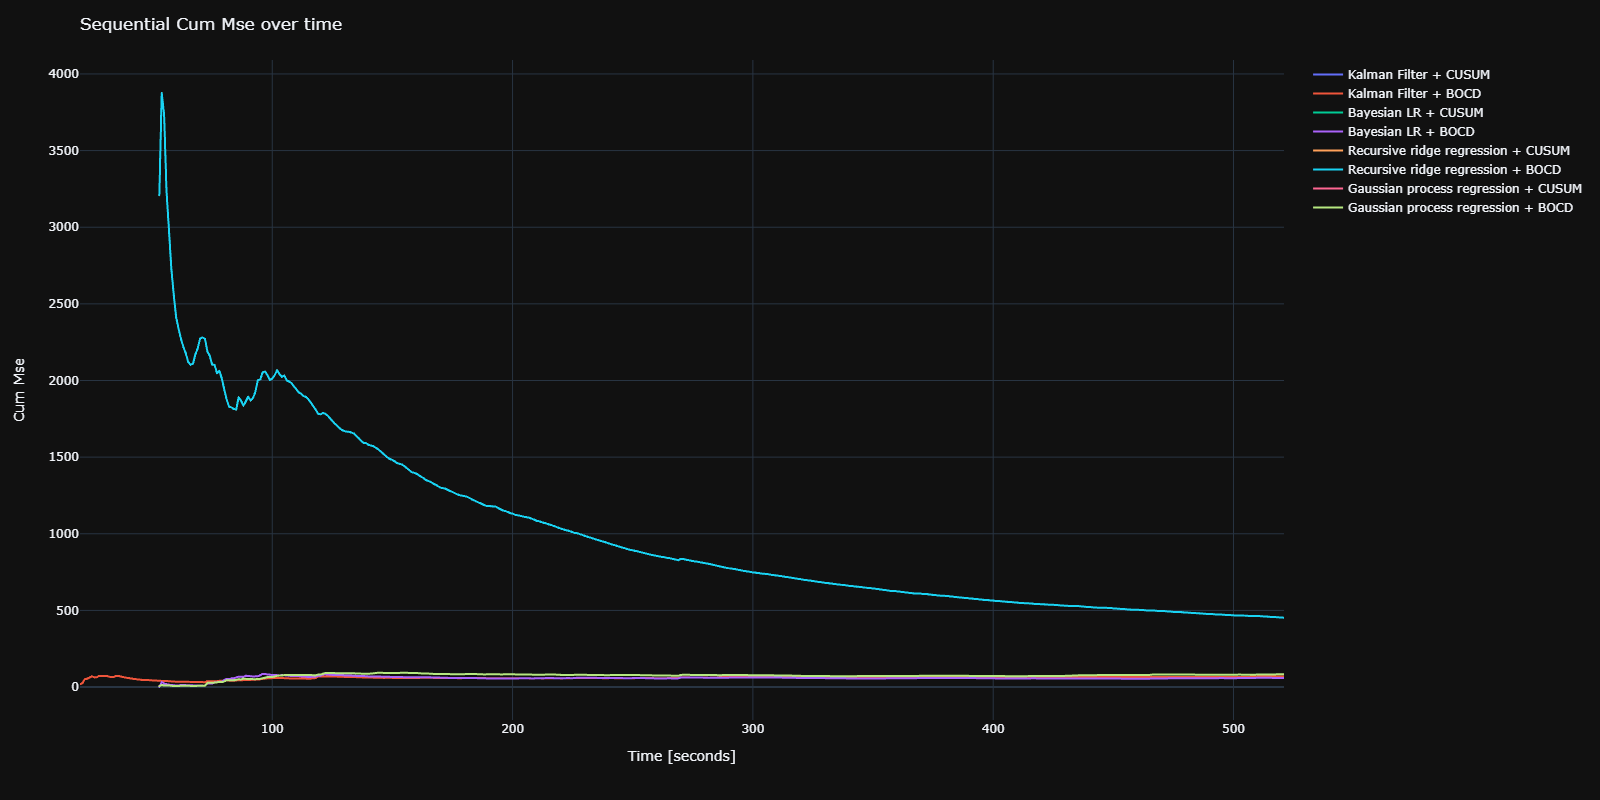 Sequential Cum Mse over time
Cum Mse
4000
3500
3000
2500
2000
1500
1000
500
0
100
200
300
400
500
Time [seconds]
Kalman Filter + CUSUM
Kalman Filter + BOCD
Bayesian LR + CUSUM
Bayesian LR + BOCD
Recursive ridge regression + CUSUM
Recursive ridge regression + BOCD
Gaussian process regression + CUSUM
Gaussian process regression + BOCD